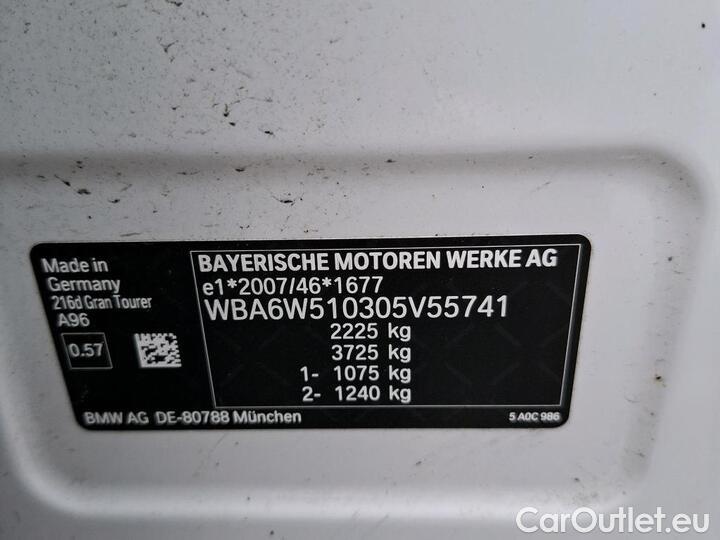 Made in
Germany
216d Gran Tourer
A96
0.57
BAYERISCHE MOTOREN WERKE AG
e1*2007/46*1677
WBA6W510305V55741
2225 kg
3725 kg
1- 1075 kg
2- 1240 kg
BMW AG DE-80788 München
5 A0C 986
CarOutlet.eu